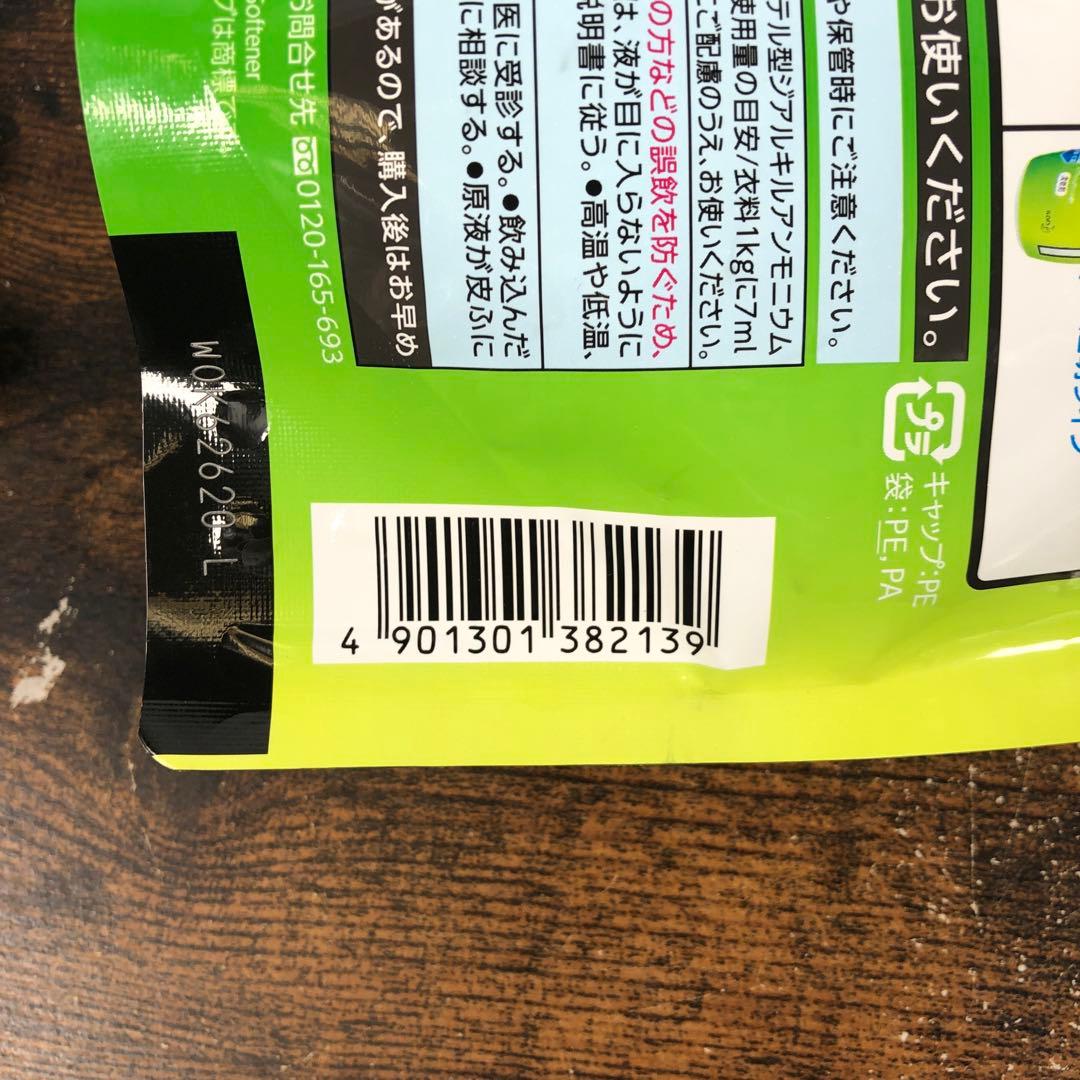 お使いください。
や保管時にご注意ください。
テル型ジアルキルアンモニウム
使用量の目安/衣料1kgに7ml
ご配慮のうえ、お使いください。
の方などの誤飲を防ぐため、
は、液が目に入らないように
説明書に従う。●高温や低温、
医に受診する。●飲み込んだ
に相談する。●原液が皮ふに
があるので、購入後はお早め
お問合せ先 0120-165-693
Softener
プは商標で
プラ
キャップ:PE
袋:PE,PA
W0K62620 L
4 901301 382139